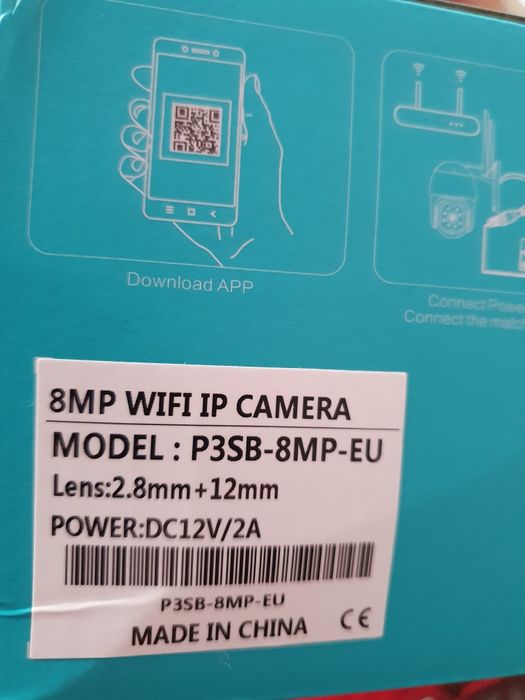 Download APP
Connect Powe
Connect the
8MP WIFI IP CAMERA
MODEL : P3SB-8MP-EU
Lens:2.8mm+12mm
POWER:DC12V/2A
P3SB-8MP-EU
MADE IN CHINA CE